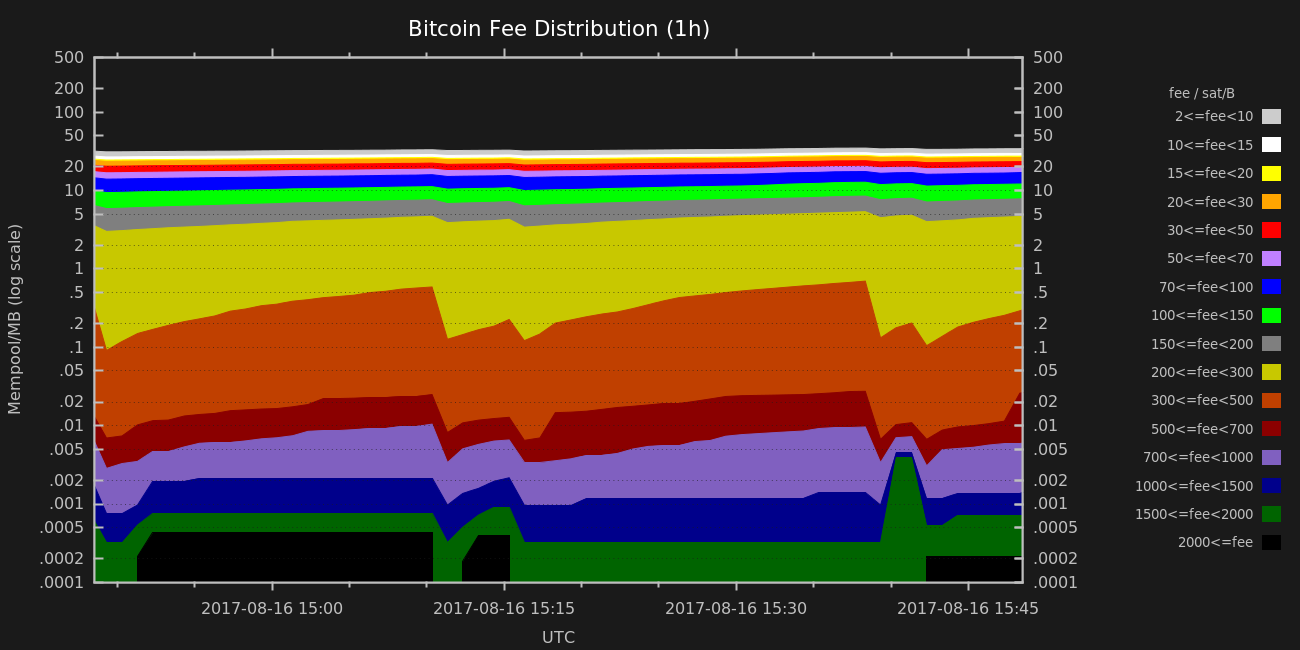 Bitcoin Fee Distribution (1h)
Mempool/MB (log scale)
500
200
100
50
20
10
5
2
1
.5
.2
.1
.05
.02
.01
.005
.002
.001
.0005
.0002
.0001
500
200
100
50
20
10
5
2
1
.5
.2
.1
.05
.02
.01
.005
.002
.001
.0005
.0002
.0001
2017-08-16 15:00
2017-08-16 15:15
2017-08-16 15:30
2017-08-16 15:45
UTC
fee / sat/B
2<=fee<10
10<=fee<15
15<=fee<20
20<=fee<30
30<=fee<50
50<=fee<70
70<=fee<100
100<=fee<150
150<=fee<200
200<=fee<300
300<=fee<500
500<=fee<700
700<=fee<1000
1000<=fee<1500
1500<=fee<2000
2000<=fee